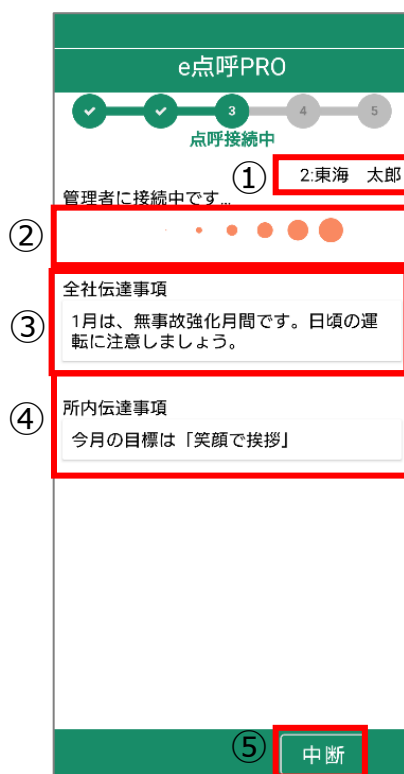 e点呼PRO
3 4 5
点呼接続中
① 2:東海　太郎
管理者に接続中です...
②
全社伝達事項
③
1月は、無事故強化月間です。日頃の運
転に注意しましょう。
④
所内伝達事項
今月の目標は「笑顔で挨拶」
⑤ 中断